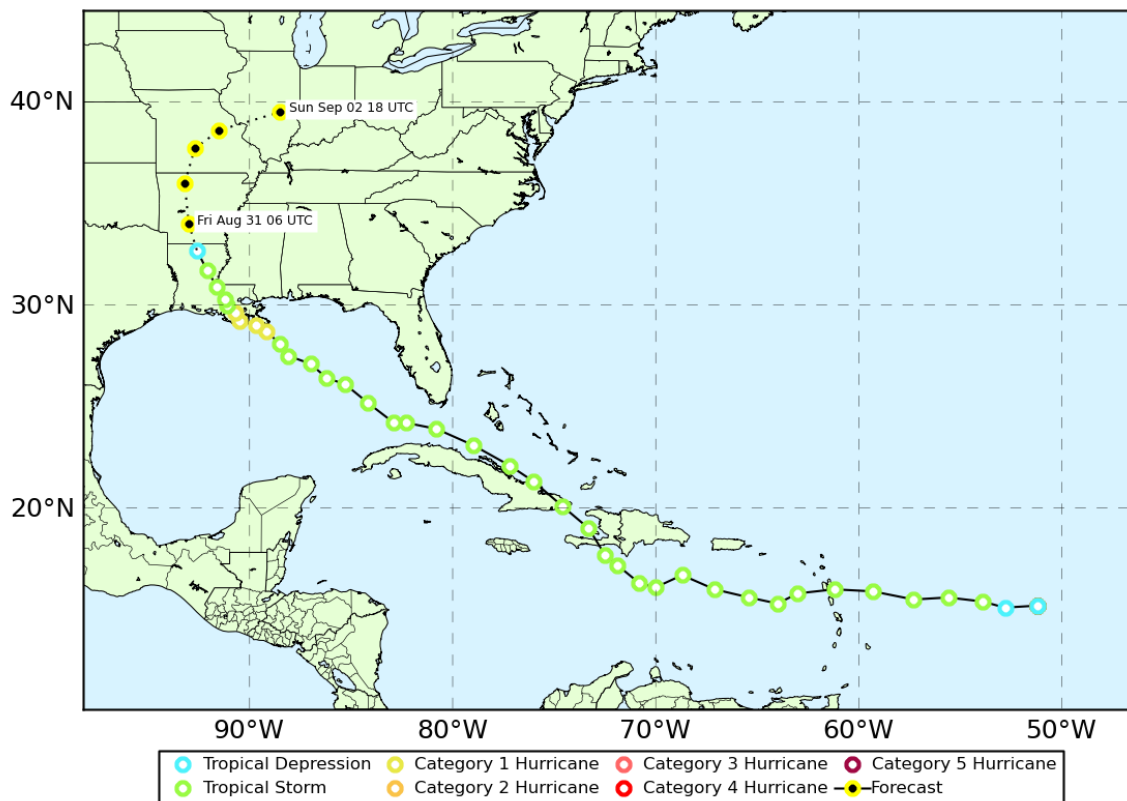 40°N
Sun Sep 02 18 UTC
Fri Aug 31 06 UTC
30°N
20°N
90°W 80°W 70°W 60°W 50°W
Tropical Depression Category 1 Hurricane Category 3 Hurricane Category 5 Hurricane
Tropical Storm Category 2 Hurricane Category 4 Hurricane Forecast